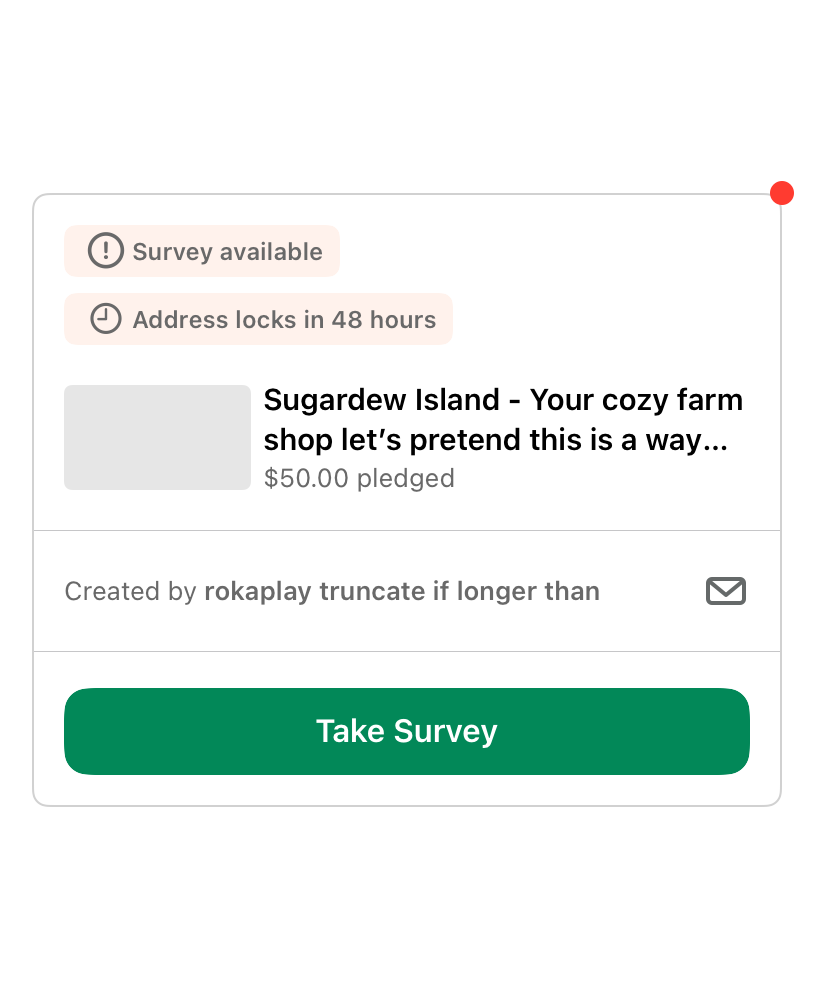 Survey available
Address locks in 48 hours
Sugardew Island - Your cozy farm
shop let’s pretend this is a way...
$50.00 pledged
Created by rokaplay truncate if longer than
Take Survey